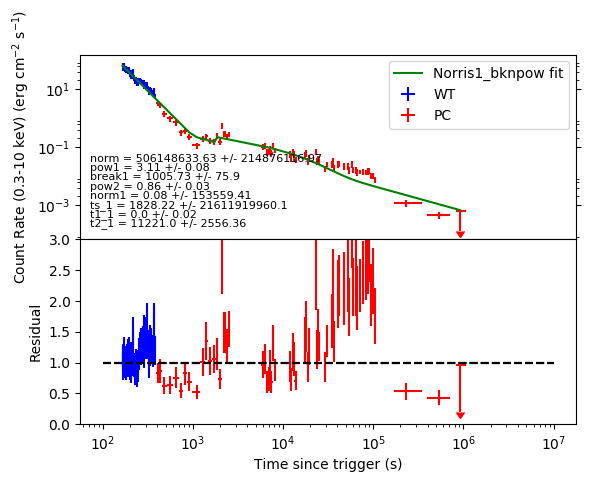 Count Rate (0.3-10 keV) (erg cm⁻² s⁻¹)
10¹
10⁻¹
10⁻³
Norris1_bknpow fit
WT
PC
norm = 506148633.63 +/- 214876126.97
pow1 = 3.11 +/- 0.08
break1 = 1005.73 +/- 75.9
pow2 = 0.86 +/- 0.03
norm1 = 0.08 +/- 153559.41
ts_1 = 1828.22 +/- 21611919960.1
t1_1 = 0.0 +/- 0.02
t2_1 = 11221.0 +/- 2556.36
Residual
3.0
2.5
2.0
1.5
1.0
0.5
0.0
10² 10³ 10⁴ 10⁵ 10⁶ 10⁷
Time since trigger (s)